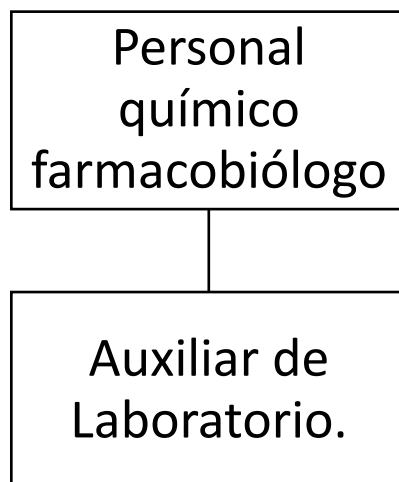 Personal
químico
farmacobiólogo
Auxiliar de
Laboratorio.